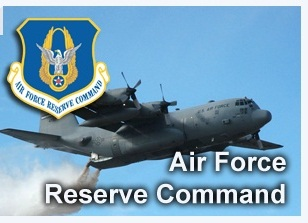 AIR FORCE RESERVE COMMAND
Air Force
Reserve Command